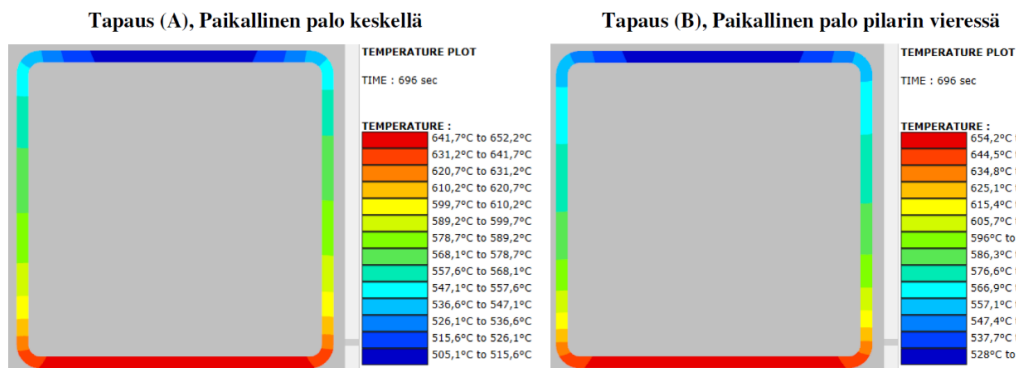 Tapaus (A), Paikallinen palo keskellä
TEMPERATURE PLOT
TIME : 696 sec
TEMPERATURE :
641,7°C to 652,2°C
631,2°C to 641,7°C
620,7°C to 631,2°C
610,2°C to 620,7°C
599,7°C to 610,2°C
589,2°C to 599,7°C
578,7°C to 589,2°C
568,1°C to 578,7°C
557,6°C to 568,1°C
547,1°C to 557,6°C
536,6°C to 547,1°C
526,1°C to 536,6°C
515,6°C to 526,1°C
505,1°C to 515,6°C
Tapaus (B), Paikallinen palo pilarin vieressä
TEMPERATURE PLOT
TIME : 696 sec
TEMPERATURE :
654,2°C
644,5°C
634,8°C
625,1°C
615,4°C
605,7°C
596°C to
586,3°C
576,6°C
566,9°C
557,1°C
547,4°C
537,7°C
528°C to